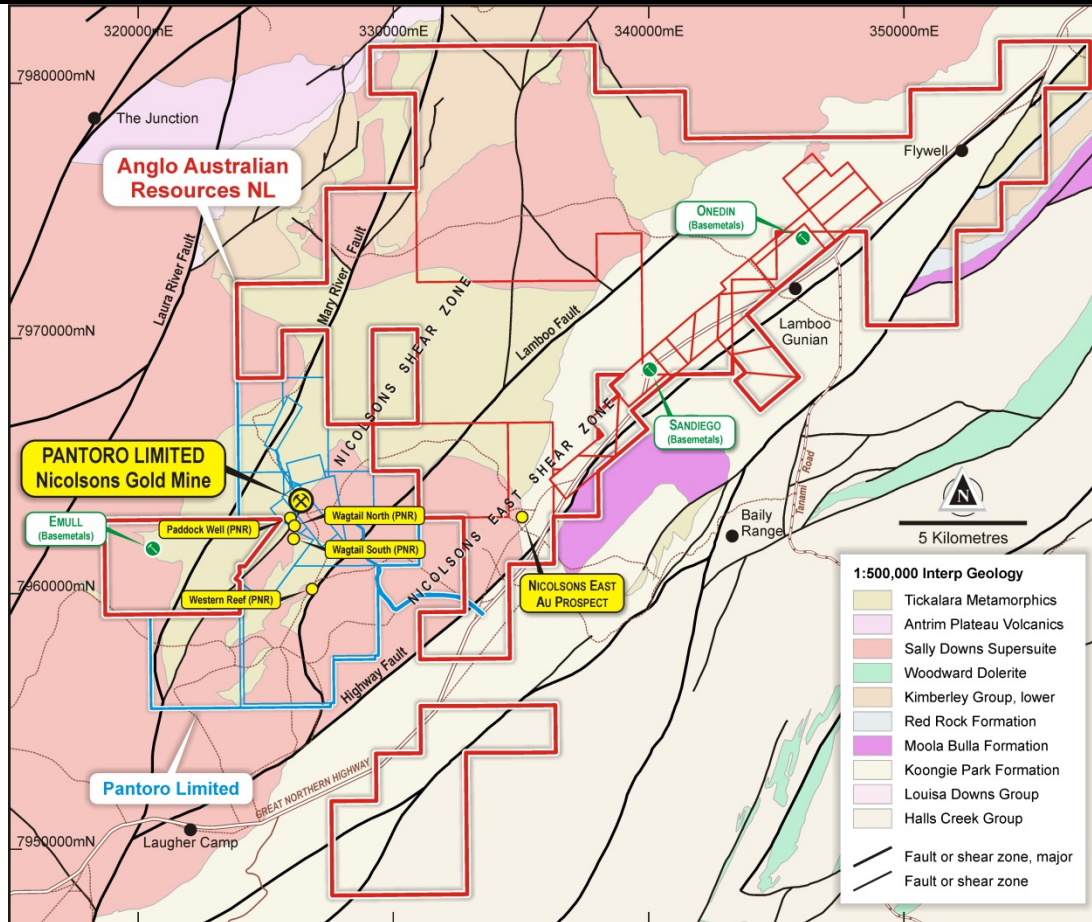 320000mE
330000mE
340000mE
350000mE
7980000mN
7970000mN
7960000mN
7950000mN
The Junction
Anglo Australian
Resources NL
Laura River Fault
Mary River Fault
NICOLSONS SHEAR ZONE
Lamboo Fault
Flywell
ONEDIN
(Basemetals)
Lamboo
Gunian
SANDIEGO
(Basemetals)
PANTORO LIMITED
Nicolsons Gold Mine
EMULL
(Basemetals)
Paddock Well (PNR)
Wagtail North (PNR)
Wagtail South (PNR)
Western Reef (PNR)
NICOLSONS EAST SHEAR ZONE
NICOLSONS EAST
AU PROSPECT
Baily
Range
Tanami Road
Highway Fault
Pantoro Limited
GREAT NORTHERN HIGHWAY
Laugher Camp
N
5 Kilometres
1:500,000 Interp Geology
Tickalara Metamorphics
Antrim Plateau Volcanics
Sally Downs Supersuite
Woodward Dolerite
Kimberley Group, lower
Red Rock Formation
Moola Bulla Formation
Koongie Park Formation
Louisa Downs Group
Halls Creek Group
Fault or shear zone, major
Fault or shear zone